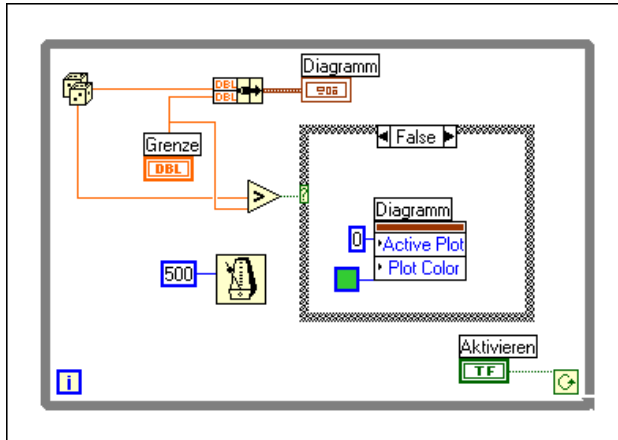 Diagramm
DBL
DBL
Grenze
DBL
False
>
?
Diagramm
0
Active Plot
Plot Color
500
Aktivieren
TF
i